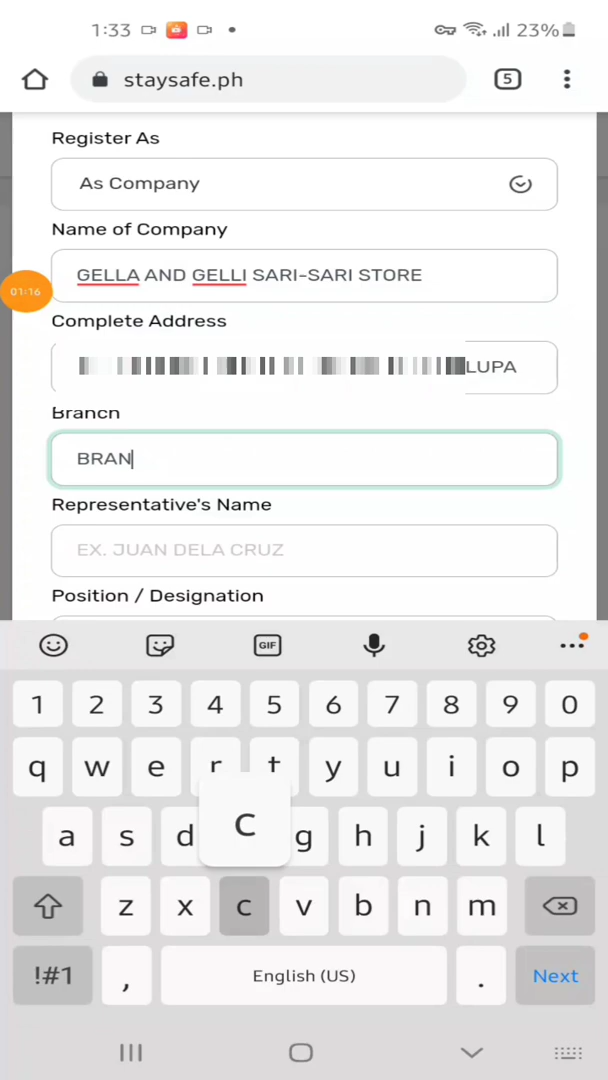 1:33
23%
staysafe.ph
5
Register As
As Company
Name of Company
GELLA AND GELLI SARI-SARI STORE
01:16
Complete Address
LUPA
Branch
BRAN
Representative's Name
EX. JUAN DELA CRUZ
Position / Designation
GIF
1 2 3 4 5 6 7 8 9 0
q w e r t y u i o p
C
a s d g h j k l
z x c v b n m
!#1 , English (US) . Next